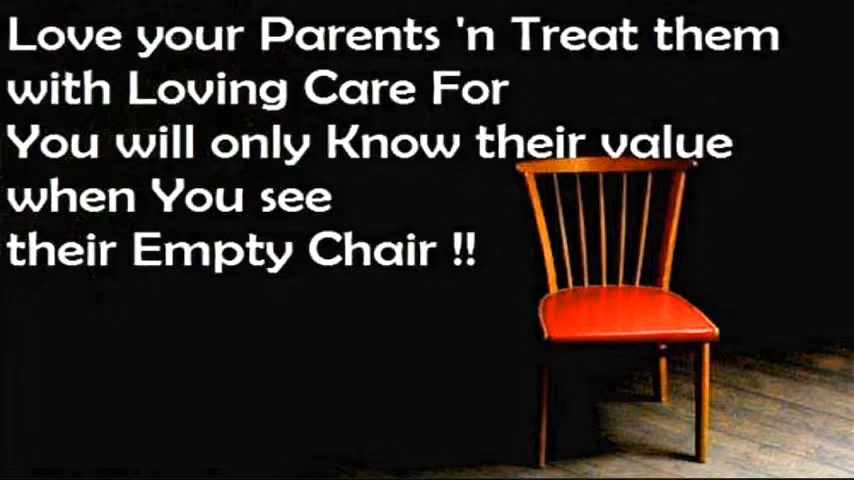 Love your Parents 'n Treat them
with Loving Care For
You will only Know their value
when You see
their Empty Chair !!